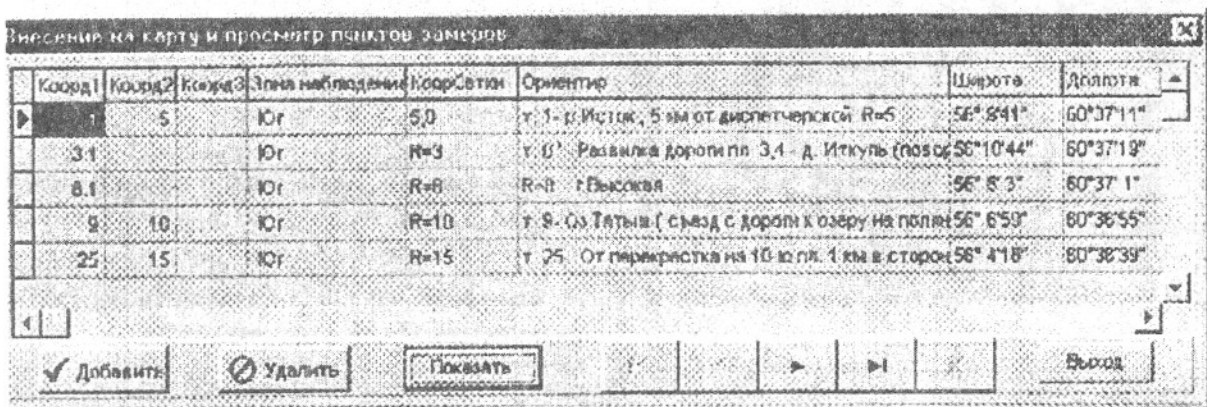 Внесение на карту и просмотр пунктов замеров
Коорд1 Коорд2 Коорд3 Зона наблюдения КоорСетки Ориентир Широта Долгота
1 5 Юг 5,0 т. 1- р.Исток, 5 км от диспетчерской R=5 56° 9'41" 60°37'11"
3.1 Юг R=3 Развилка дороги пл. 3,4 - д. Иткуль 56°10'44" 60°37'19"
8.1 Юг R=8 R=8 г.Высокая 56° 8' 3" 60°37' 1"
9 10 Юг R=10 т. 9- Оз.Татыш ( съезд с дороги к озеру на 56° 6'59" 60°36'55"
25 15 Юг R=15 т. 25 От перекрестка на 10-ю пл. 1 км в сторон 56° 4'18" 60°38'39"
Добавить Удалить Показать Выход